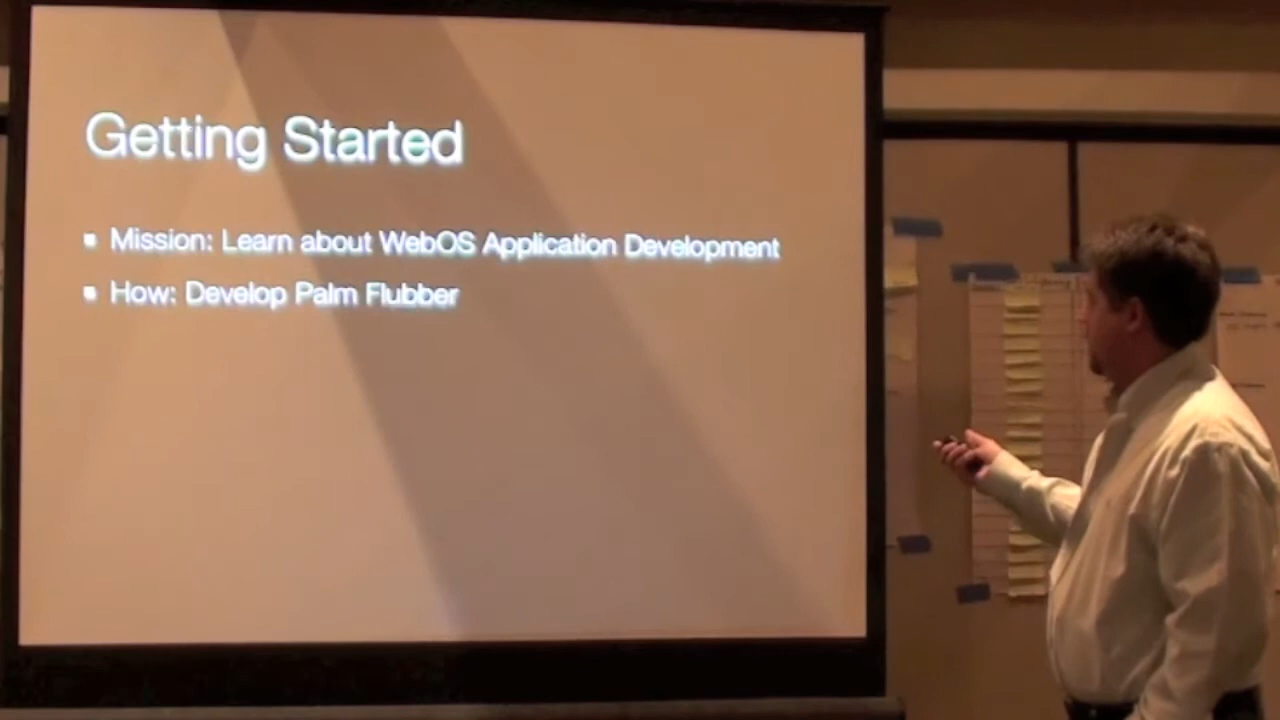 Getting Started
Mission: Learn about WebOS Application Development
How: Develop Palm Flubber